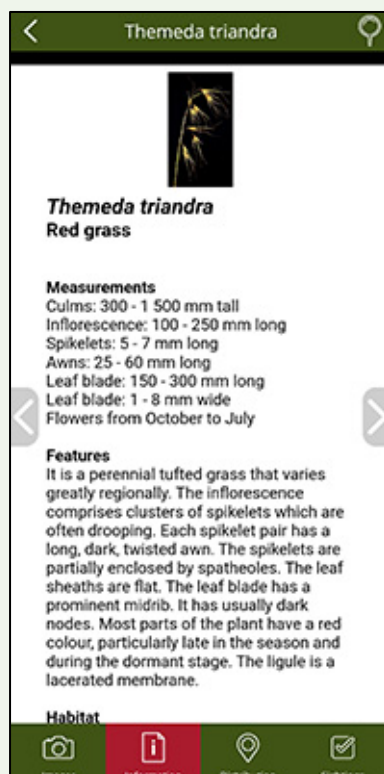 Themeda triandra
Themeda triandra
Red grass
Measurements
Culms: 300 - 1 500 mm tall
Inflorescence: 100 - 250 mm long
Spikelets: 5 - 7 mm long
Awns: 25 - 60 mm long
Leaf blade: 150 - 300 mm long
Leaf blade: 1 - 8 mm wide
Flowers from October to July
Features
It is a perennial tufted grass that varies
greatly regionally. The inflorescence
comprises clusters of spikelets which are
often drooping. Each spikelet pair has a
long, dark, twisted awn. The spikelets are
partially enclosed by spatheoles. The leaf
sheaths are flat. The leaf blade has a
prominent midrib. It has usually dark
nodes. Most parts of the plant have a red
colour, particularly late in the season and
during the dormant stage. The ligule is a
lacerated membrane.
Habitat